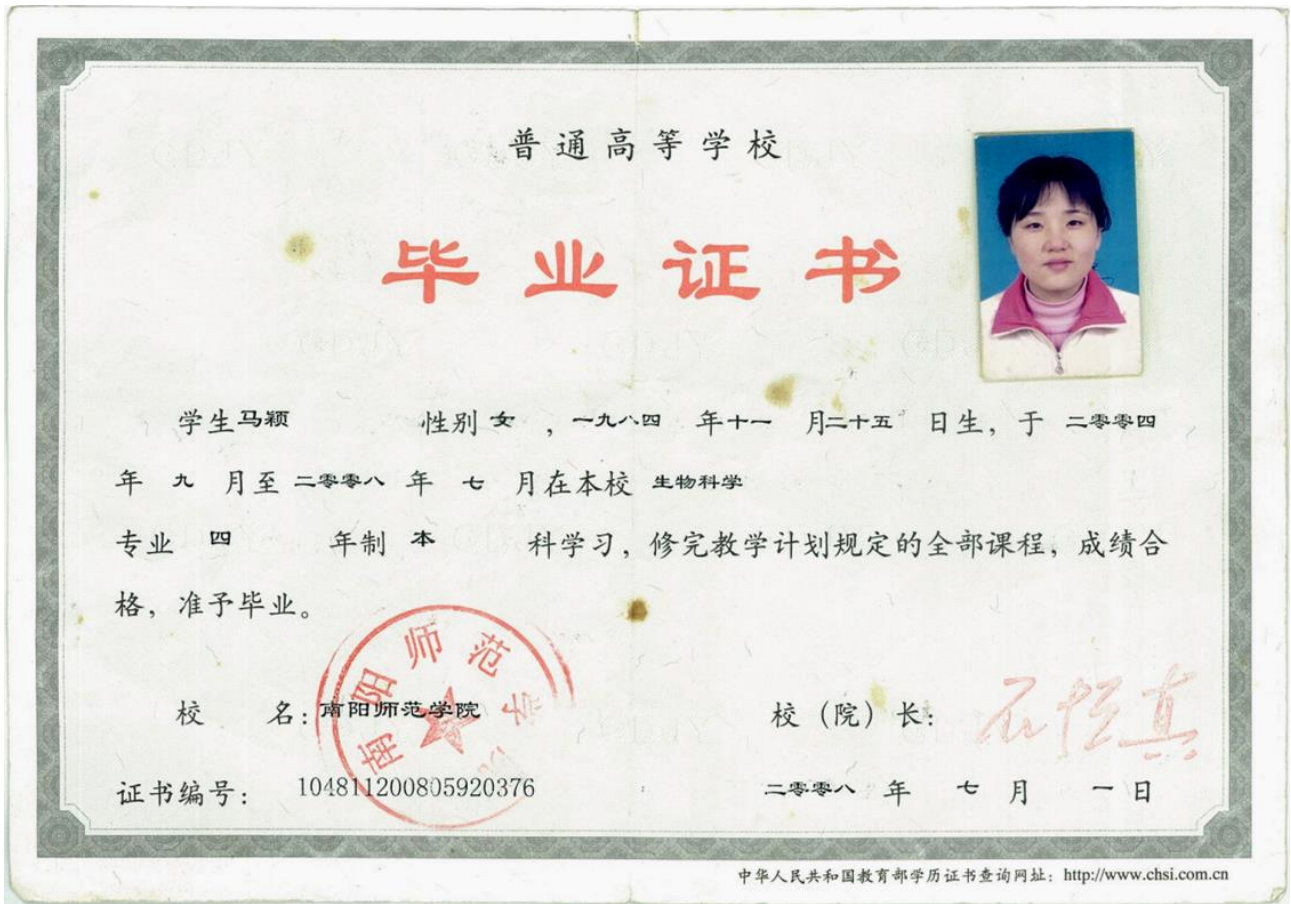 普通高等学校
毕业证书
学生马颖 性别 女 ，一九八四 年十一 月二十五 日生，于 二零零四
年 九 月至 二零零八 年 七 月在本校 生物科学
专业 四 年制 本 科学习，修完教学计划规定的全部课程，成绩合
格，准予毕业。
南阳师范学院
校 名：南阳师范学院 校（院）长：石恒真
证书编号： 104811200805920376 二零零八 年 七 月 一 日
中华人民共和国教育部学历证书查询网址：http://www.chsi.com.cn